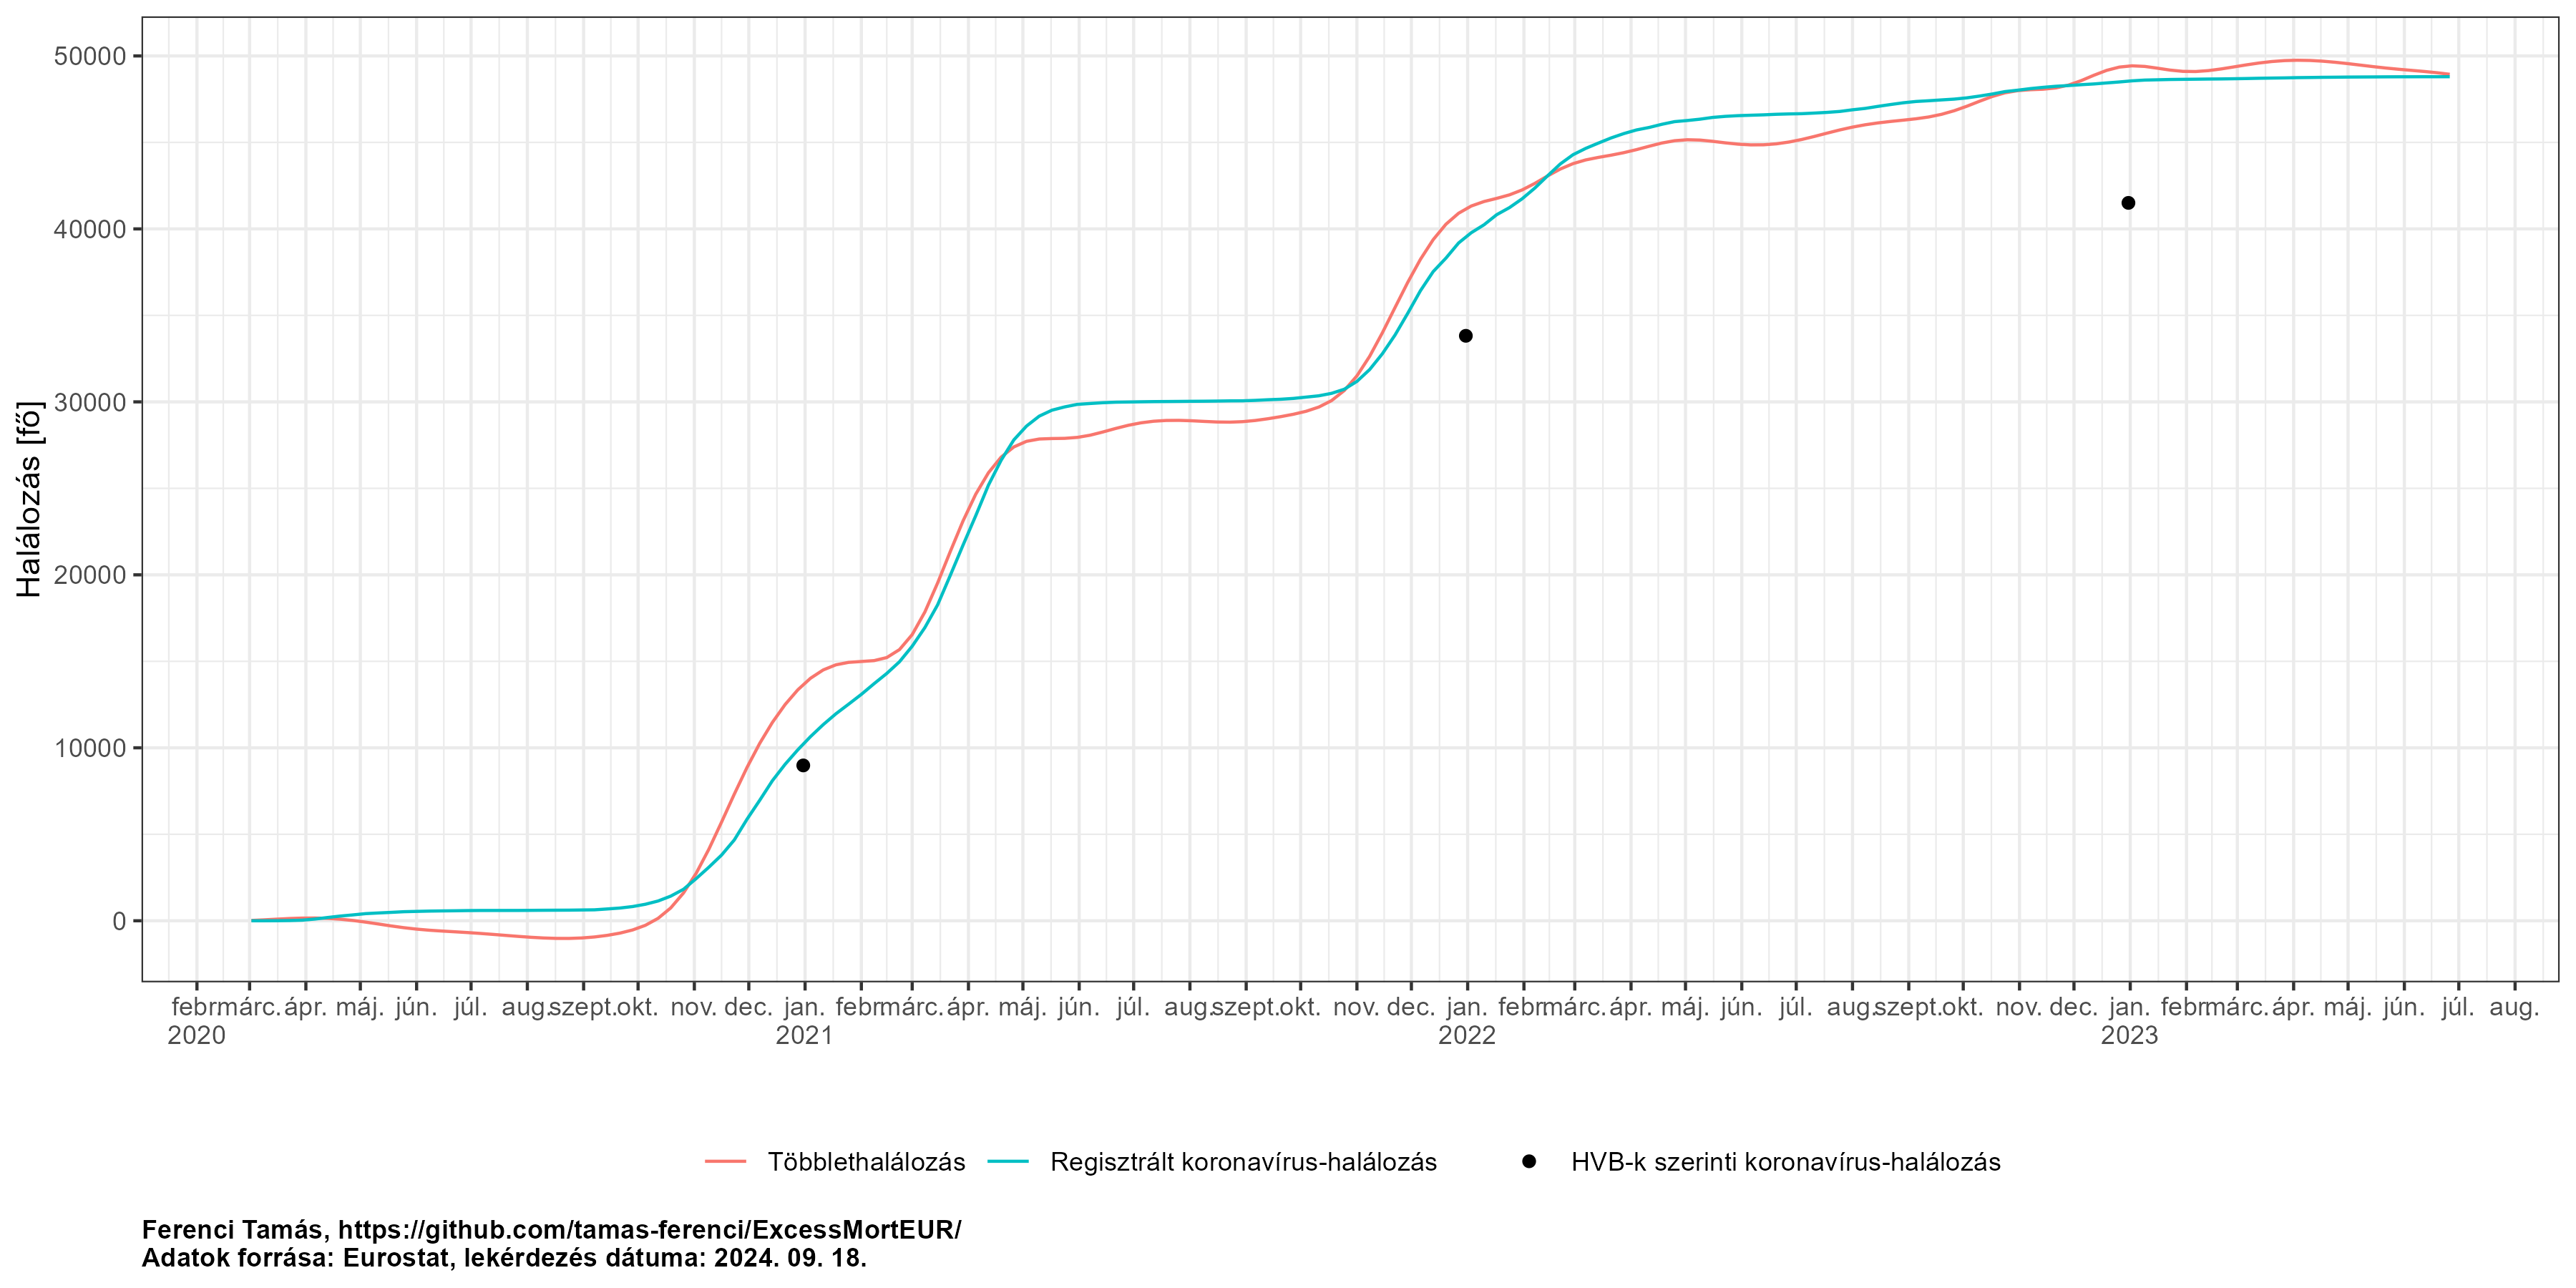 50000
40000
30000
20000
10000
0
Halálozás [fő]
febr. márc. ápr. máj. jún. júl. aug. szept. okt. nov. dec. jan. febr. márc. ápr. máj. jún. júl. aug. szept. okt. nov. dec. jan. febr. márc. ápr. máj. jún. júl. aug. szept. okt. nov. dec. jan. febr. márc. ápr. máj. jún. júl. aug.
2020 2021 2022 2023
Többlethalálozás Regisztrált koronavírus-halálozás HVB-k szerinti koronavírus-halálozás
Ferenci Tamás, https://github.com/tamas-ferenci/ExcessMortEUR/
Adatok forrása: Eurostat, lekérdezés dátuma: 2024. 09. 18.